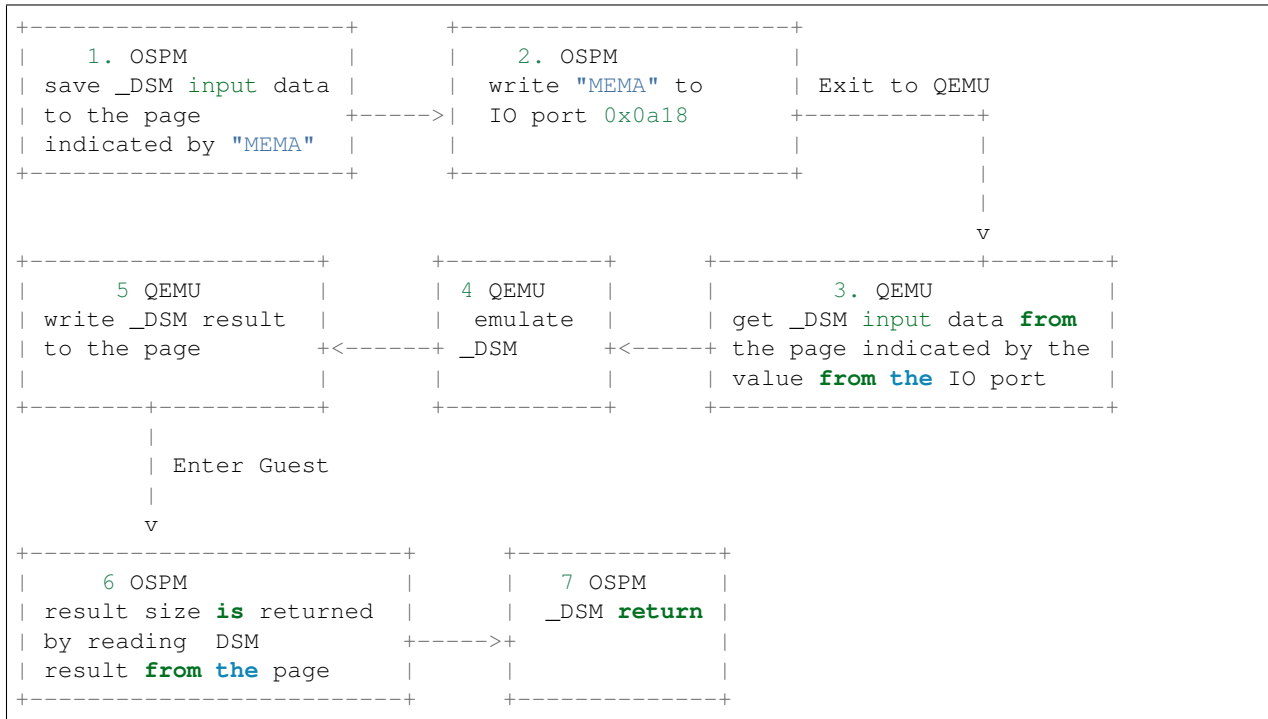 +-----------------------+       +-----------------------+
|     1. OSPM           |       |    2. OSPM            |
| save _DSM input data  |       |  write "MEMA" to      | Exit to QEMU
| to the page           +----->|  IO port 0x0a18       +------------+
| indicated by "MEMA"   |       |                       |            |
+-----------------------+       +-----------------------+            |
|
v
+---------------------+       +-----------+       +-------------------+--------+
|      5 QEMU         |       | 4 QEMU    |       |        3. QEMU             |
| write _DSM result   |       |  emulate  |       | get _DSM input data from   |
| to the page         +<------+ _DSM      +<-----+ the page indicated by the |
|                     |       |           |       | value from the IO port     |
+--------+------------+       +-----------+       +----------------------------+
|
| Enter Guest
|
v
+---------------------------+      +--------------+
|     6 OSPM                |      |   7 OSPM     |
| result size is returned   |      |  _DSM return |
| by reading  DSM           +----->+              |
| result from the page      |      |              |
+---------------------------+      +--------------+